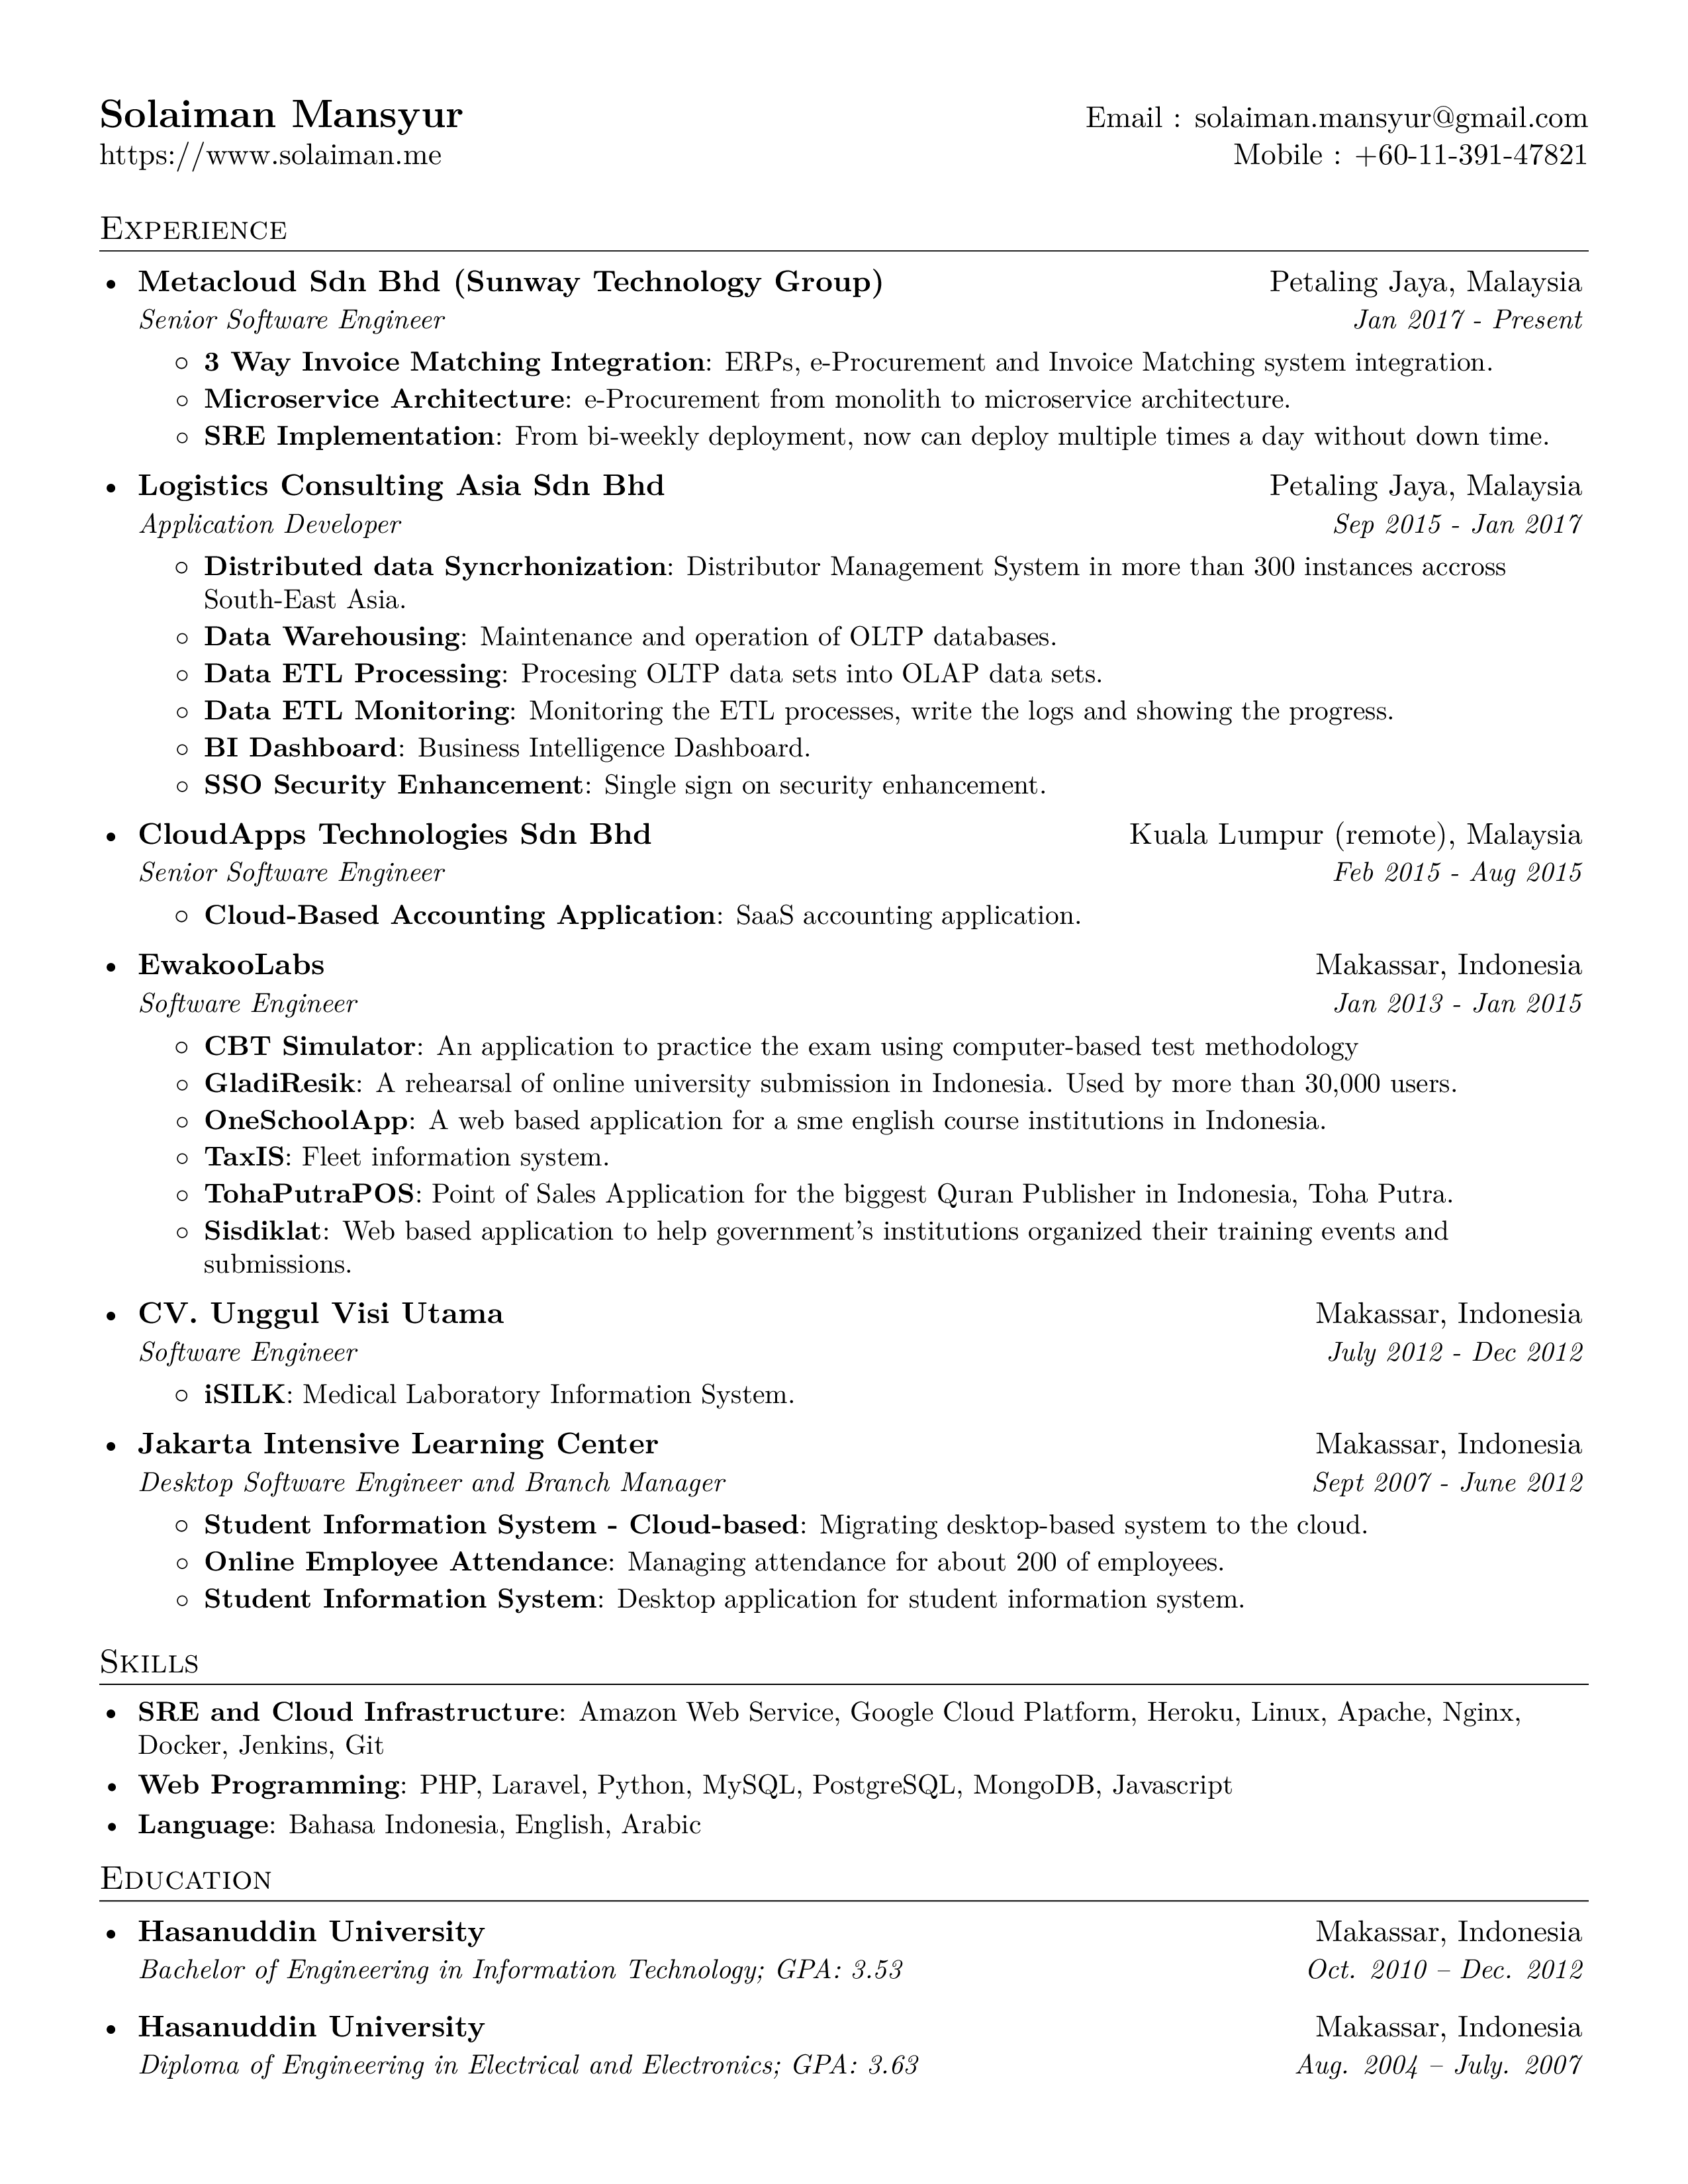 Solaiman Mansyur Email : solaiman.mansyur@gmail.com
https://www.solaiman.me Mobile : +60-11-391-47821
Experience
• Metacloud Sdn Bhd (Sunway Technology Group) Petaling Jaya, Malaysia
Senior Software Engineer Jan 2017 - Present
◦ 3 Way Invoice Matching Integration: ERPs, e-Procurement and Invoice Matching system integration.
◦ Microservice Architecture: e-Procurement from monolith to microservice architecture.
◦ SRE Implementation: From bi-weekly deployment, now can deploy multiple times a day without down time.
• Logistics Consulting Asia Sdn Bhd Petaling Jaya, Malaysia
Application Developer Sep 2015 - Jan 2017
◦ Distributed data Syncrhonization: Distributor Management System in more than 300 instances accross
South-East Asia.
◦ Data Warehousing: Maintenance and operation of OLTP databases.
◦ Data ETL Processing: Procesing OLTP data sets into OLAP data sets.
◦ Data ETL Monitoring: Monitoring the ETL processes, write the logs and showing the progress.
◦ BI Dashboard: Business Intelligence Dashboard.
◦ SSO Security Enhancement: Single sign on security enhancement.
• CloudApps Technologies Sdn Bhd Kuala Lumpur (remote), Malaysia
Senior Software Engineer Feb 2015 - Aug 2015
◦ Cloud-Based Accounting Application: SaaS accounting application.
• EwakooLabs Makassar, Indonesia
Software Engineer Jan 2013 - Jan 2015
◦ CBT Simulator: An application to practice the exam using computer-based test methodology
◦ GladiResik: A rehearsal of online university submission in Indonesia. Used by more than 30,000 users.
◦ OneSchoolApp: A web based application for a sme english course institutions in Indonesia.
◦ TaxIS: Fleet information system.
◦ TohaPutraPOS: Point of Sales Application for the biggest Quran Publisher in Indonesia, Toha Putra.
◦ Sisdiklat: Web based application to help government's institutions organized their training events and
submissions.
• CV. Unggul Visi Utama Makassar, Indonesia
Software Engineer July 2012 - Dec 2012
◦ iSILK: Medical Laboratory Information System.
• Jakarta Intensive Learning Center Makassar, Indonesia
Desktop Software Engineer and Branch Manager Sept 2007 - June 2012
◦ Student Information System - Cloud-based: Migrating desktop-based system to the cloud.
◦ Online Employee Attendance: Managing attendance for about 200 of employees.
◦ Student Information System: Desktop application for student information system.
Skills
• SRE and Cloud Infrastructure: Amazon Web Service, Google Cloud Platform, Heroku, Linux, Apache, Nginx,
Docker, Jenkins, Git
• Web Programming: PHP, Laravel, Python, MySQL, PostgreSQL, MongoDB, Javascript
• Language: Bahasa Indonesia, English, Arabic
Education
• Hasanuddin University Makassar, Indonesia
Bachelor of Engineering in Information Technology; GPA: 3.53 Oct. 2010 – Dec. 2012
• Hasanuddin University Makassar, Indonesia
Diploma of Engineering in Electrical and Electronics; GPA: 3.63 Aug. 2004 – July. 2007